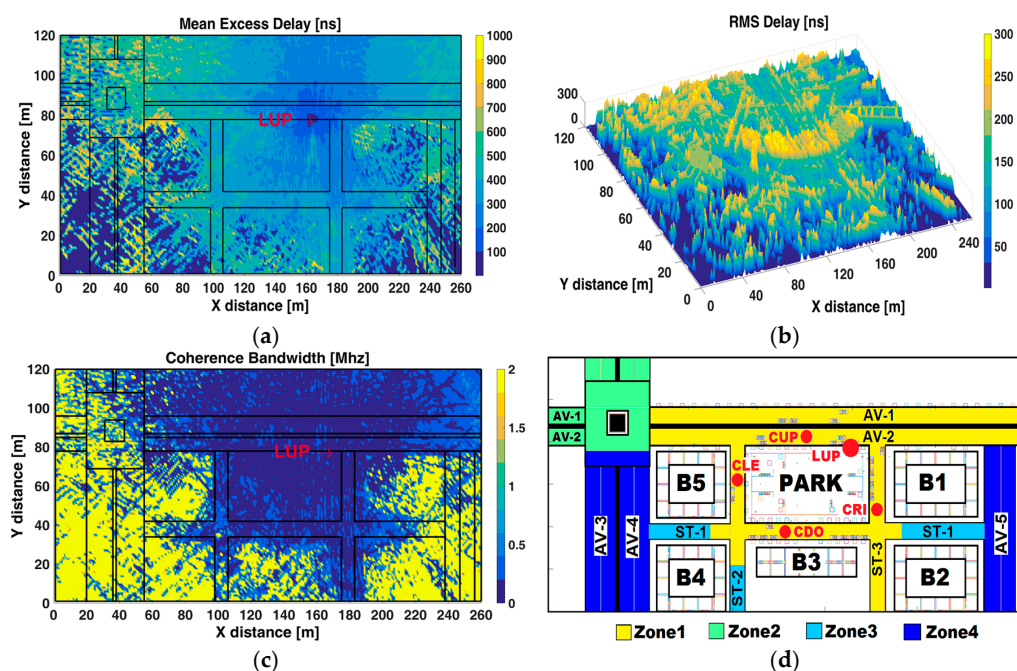 Mean Excess Delay [ns]
120
100
80
60
40
20
0
Y distance [m]
LUP
0 20 40 60 80 100 120 140 160 180 200 220 240 260
X distance [m]
1000
900
800
700
600
500
400
300
200
100
(a)
RMS Delay [ns]
300
0
120
100
80
60
40
20
0
Y distance [m]
0 40 80 120 160 200 240
X distance [m]
300
250
200
150
100
50
(b)
Coherence Bandwidth [Mhz]
120
100
80
60
40
20
0
Y distance [m]
LUP
0 20 40 60 80 100 120 140 160 180 200 220 240 260
X distance [m]
2
1.5
1
0.5
0
(c)
AV-1 AV-1
AV-2 CUP AV-2
LUP
CLE
B5 PARK B1
CRI
AV-3 AV-4 ST-1 CDO ST-3 ST-1 AV-5
B4 ST-2 B3 B2
Zone1 Zone2 Zone3 Zone4
(d)